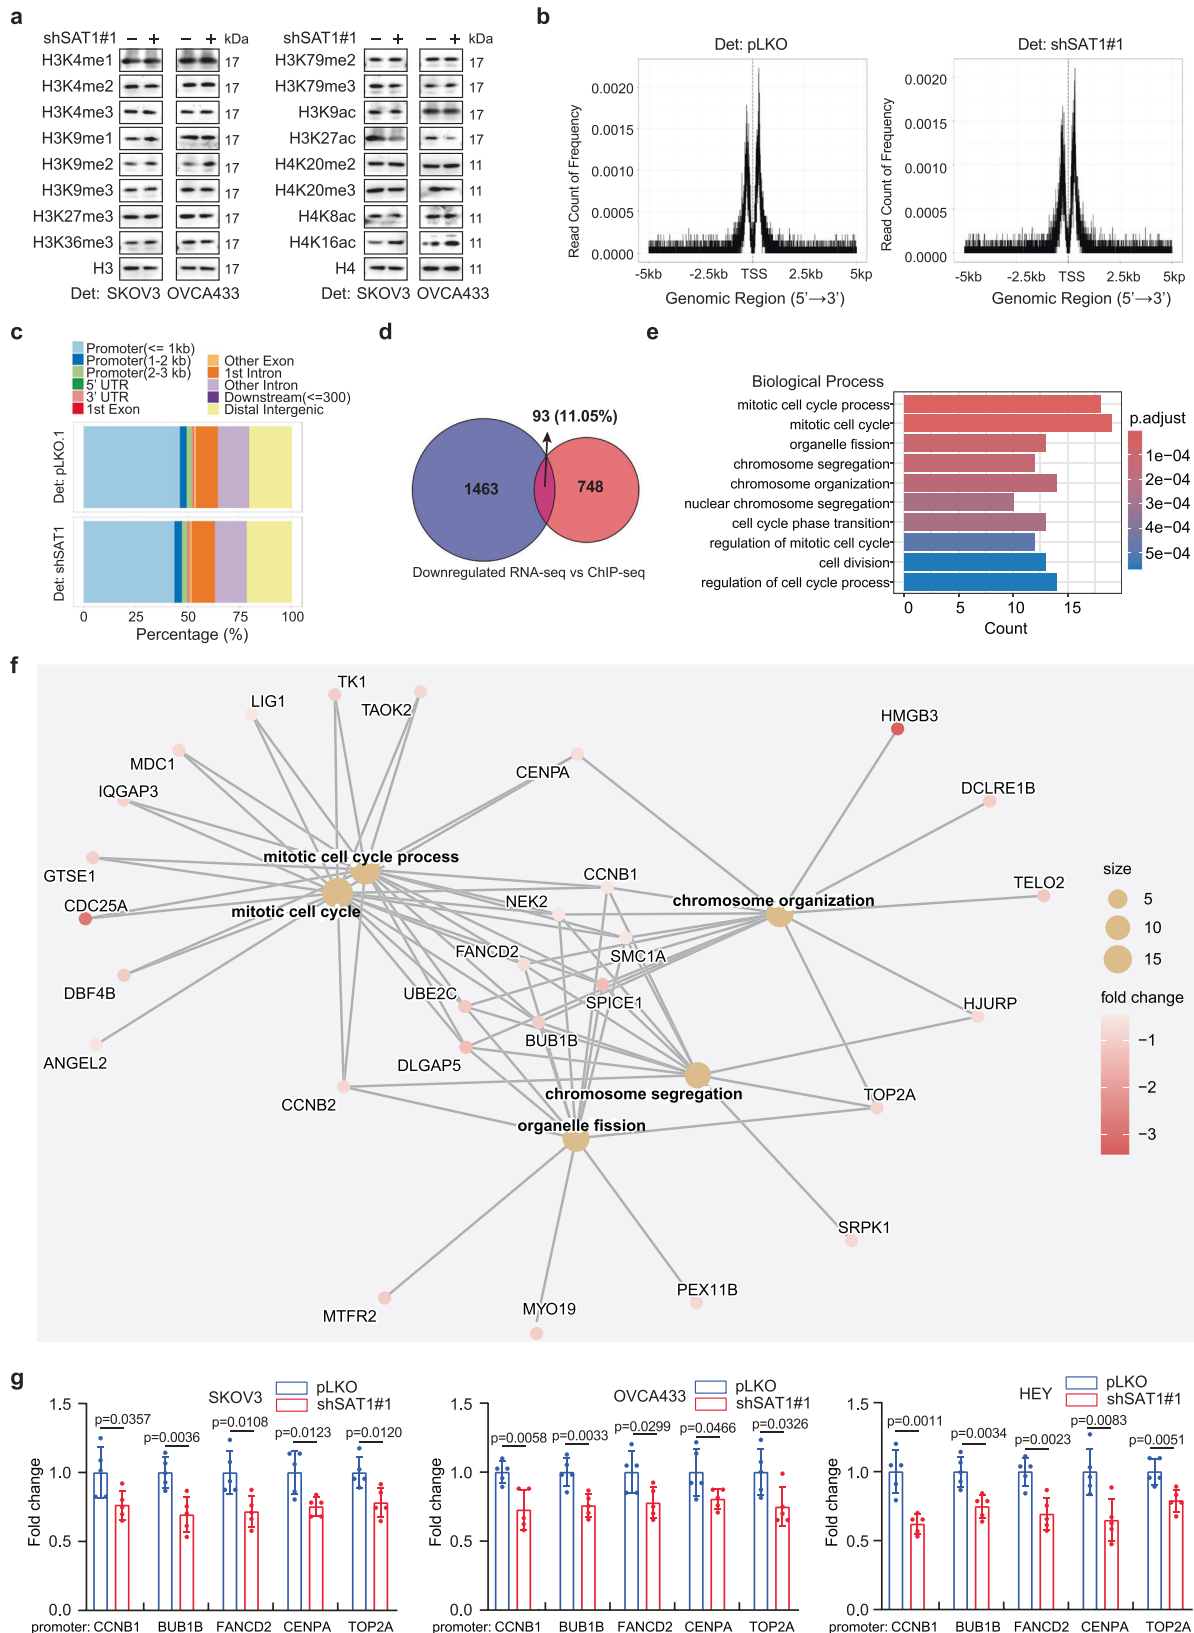 a
shSAT1#1 − + − + kDa
H3K4me1 17
H3K4me2 17
H3K4me3 17
H3K9me1 17
H3K9me2 17
H3K9me3 17
H3K27me3 17
H3K36me3 17
H3 17
Det: SKOV3 OVCA433
shSAT1#1 − + − + kDa
H3K79me2 17
H3K79me3 17
H3K9ac 17
H3K27ac 17
H4K20me2 11
H4K20me3 11
H4K8ac 11
H4K16ac 11
H4 11
Det: SKOV3 OVCA433
b
Det: pLKO
Read Count of Frequency
0.0020
0.0015
0.0010
0.0005
0.0000
-5kb -2.5kb TSS 2.5kb 5kp
Genomic Region (5’→3’)
Det: shSAT1#1
Read Count of Frequency
0.0020
0.0015
0.0010
0.0005
0.0000
-5kb -2.5kb TSS 2.5kb 5kp
Genomic Region (5’→3’)
c
Promoter(<= 1kb)
Promoter(1-2 kb)
Promoter(2-3 kb)
5’ UTR
3’ UTR
1st Exon
Other Exon
1st Intron
Other Intron
Downstream(<=300)
Distal Intergenic
Det: pLKO.1
Det: shSAT1
0 25 50 75 100
Percentage (%)
d
93 (11.05%)
1463 748
Downregulated RNA-seq vs ChIP-seq
e
Biological Process
mitotic cell cycle process
mitotic cell cycle
organelle fission
chromosome segregation
chromosome organization
nuclear chromosome segregation
cell cycle phase transition
regulation of mitotic cell cycle
cell division
regulation of cell cycle process
0 5 10 15
Count
p.adjust
1e−04
2e−04
3e−04
4e−04
5e−04
f
TK1
LIG1
TAOK2
HMGB3
MDC1
CENPA
IQGAP3
DCLRE1B
mitotic cell cycle process
GTSE1
CCNB1
TELO2
CDC25A
NEK2
chromosome organization
mitotic cell cycle
FANCD2
SMC1A
DBF4B
UBE2C
SPICE1
HJURP
BUB1B
ANGEL2
DLGAP5
CCNB2
chromosome segregation
TOP2A
organelle fission
SRPK1
PEX11B
MTFR2
MYO19
size
5
10
15
fold change
−1
−2
−3
g
SKOV3
pLKO
shSAT1#1
Fold change
1.5
1.0
0.5
0.0
p=0.0357
p=0.0036
p=0.0108
p=0.0123
p=0.0120
promoter: CCNB1 BUB1B FANCD2 CENPA TOP2A
OVCA433
pLKO
shSAT1#1
Fold change
1.5
1.0
0.5
0.0
p=0.0058
p=0.0033
p=0.0299
p=0.0466
p=0.0326
promoter: CCNB1 BUB1B FANCD2 CENPA TOP2A
HEY
pLKO
shSAT1#1
Fold change
1.5
1.0
0.5
0.0
p=0.0011
p=0.0034
p=0.0023
p=0.0083
p=0.0051
promoter: CCNB1 BUB1B FANCD2 CENPA TOP2A